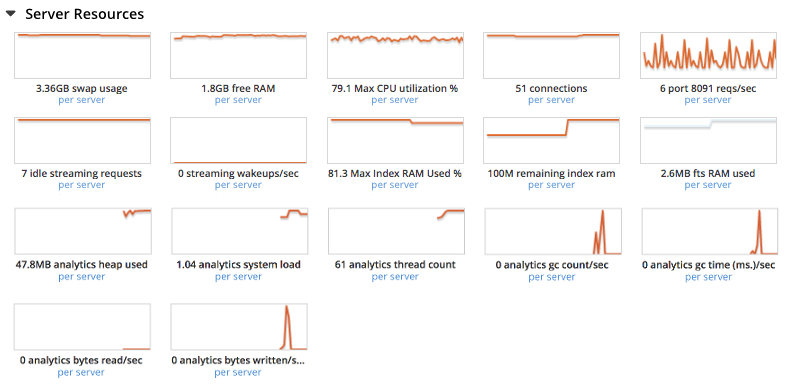 Server Resources
3.36GB swap usage
per server
1.8GB free RAM
per server
79.1 Max CPU utilization %
per server
51 connections
per server
6 port 8091 reqs/sec
per server
7 idle streaming requests
per server
0 streaming wakeups/sec
per server
81.3 Max Index RAM Used %
per server
100M remaining index ram
per server
2.6MB fts RAM used
per server
47.8MB analytics heap used
per server
1.04 analytics system load
per server
61 analytics thread count
per server
0 analytics gc count/sec
per server
0 analytics gc time (ms.)/sec
per server
0 analytics bytes read/sec
per server
0 analytics bytes written/s...
per server